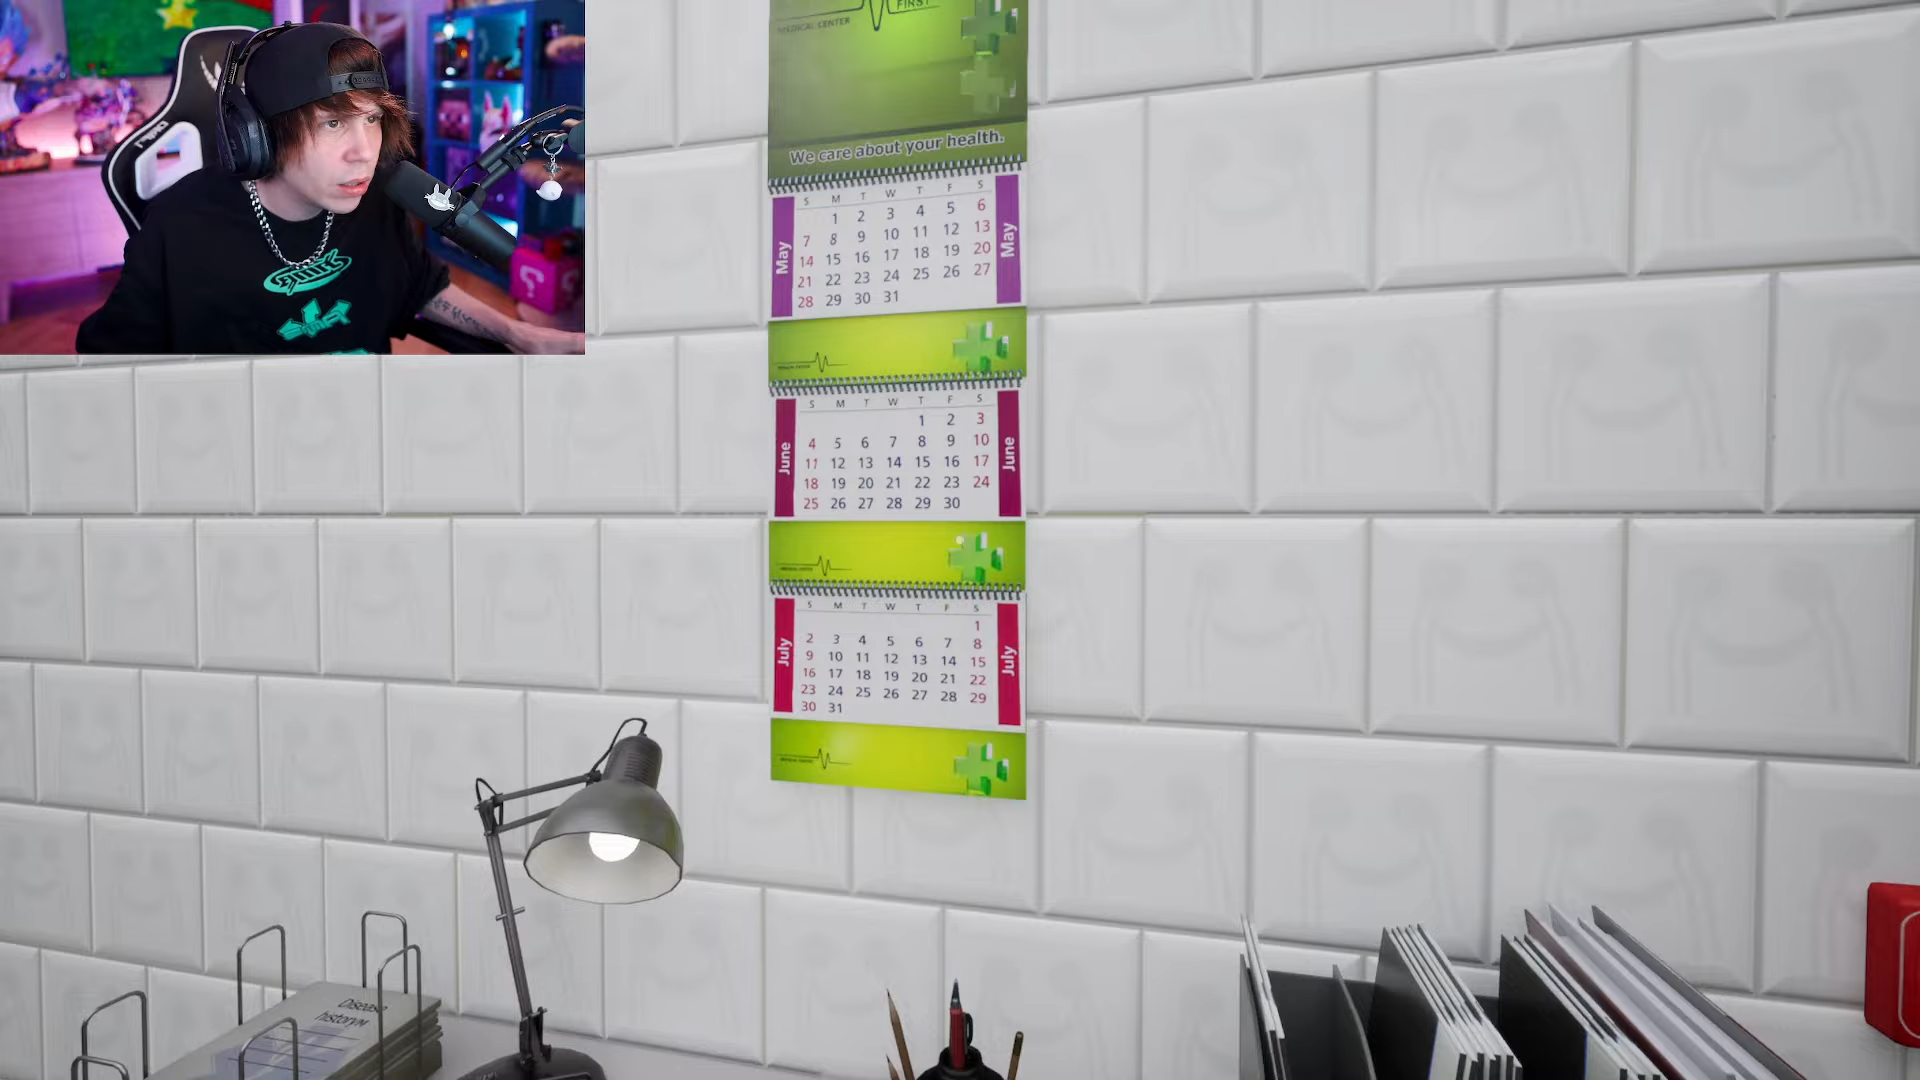 MEDICAL CENTER
FIRST
We care about your health.
May
S M T W T F S
1 2 3 4 5 6
7 8 9 10 11 12 13
14 15 16 17 18 19 20
21 22 23 24 25 26 27
28 29 30 31
May
June
S M T W T F S
1 2 3
4 5 6 7 8 9 10
11 12 13 14 15 16 17
18 19 20 21 22 23 24
25 26 27 28 29 30
June
July
S M T W T F S
1
2 3 4 5 6 7 8
9 10 11 12 13 14 15
16 17 18 19 20 21 22
23 24 25 26 27 28 29
30 31
July
Disease
history